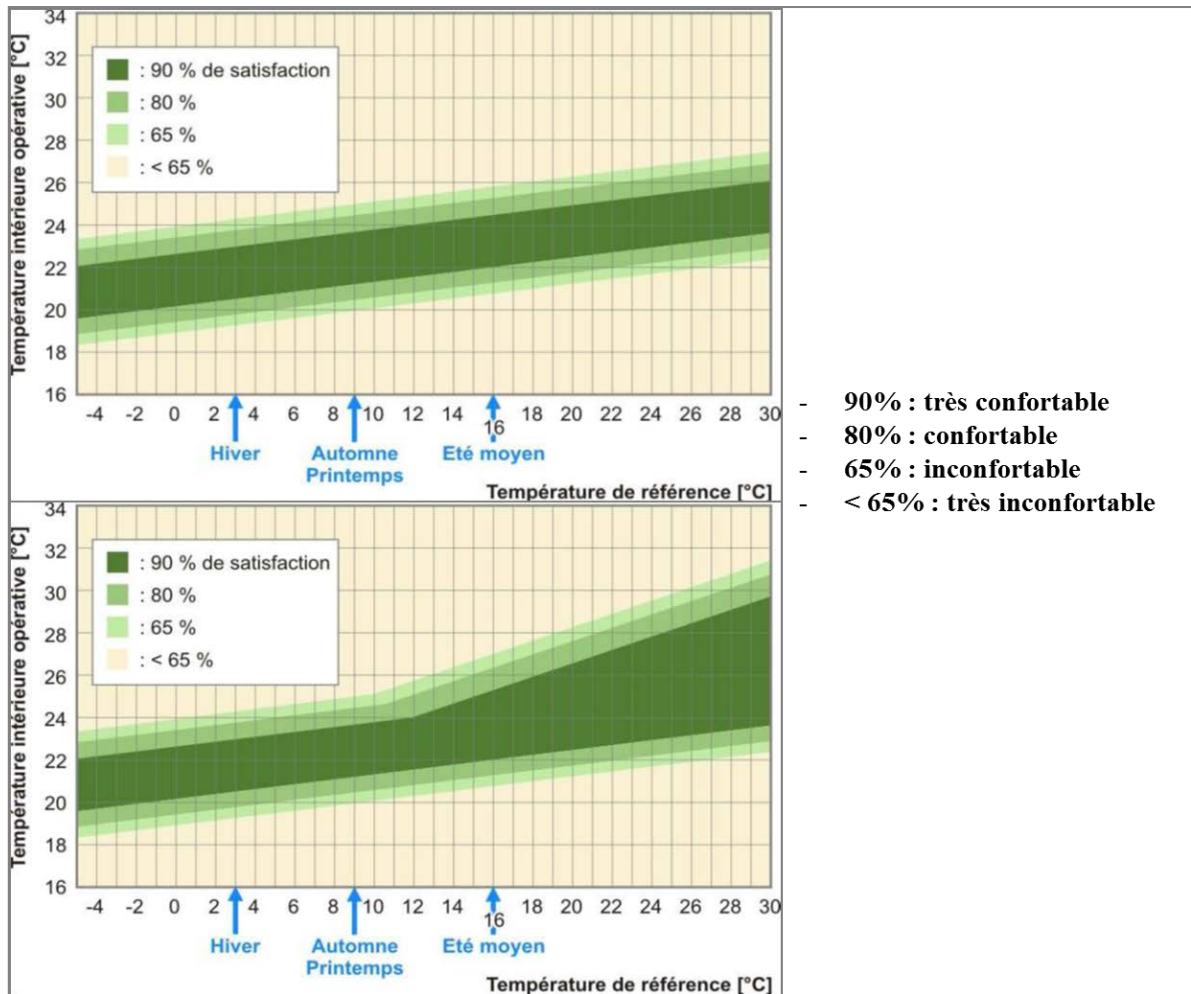 34
32
30
28
26
24
22
20
18
16
Température intérieure opérative [°C]
: 90 % de satisfaction
: 80 %
: 65 %
: < 65 %
-4 -2 0 2 4 6 8 10 12 14 16 18 20 22 24 26 28 30
Hiver
Automne
Printemps
Eté moyen
Température de référence [°C]
34
32
30
28
26
24
22
20
18
16
Température intérieure opérative [°C]
: 90 % de satisfaction
: 80 %
: 65 %
: < 65 %
-4 -2 0 2 4 6 8 10 12 14 16 18 20 22 24 26 28 30
Hiver
Automne
Printemps
Eté moyen
Température de référence [°C]
- 90% : très confortable
- 80% : confortable
- 65% : inconfortable
- < 65% : très inconfortable